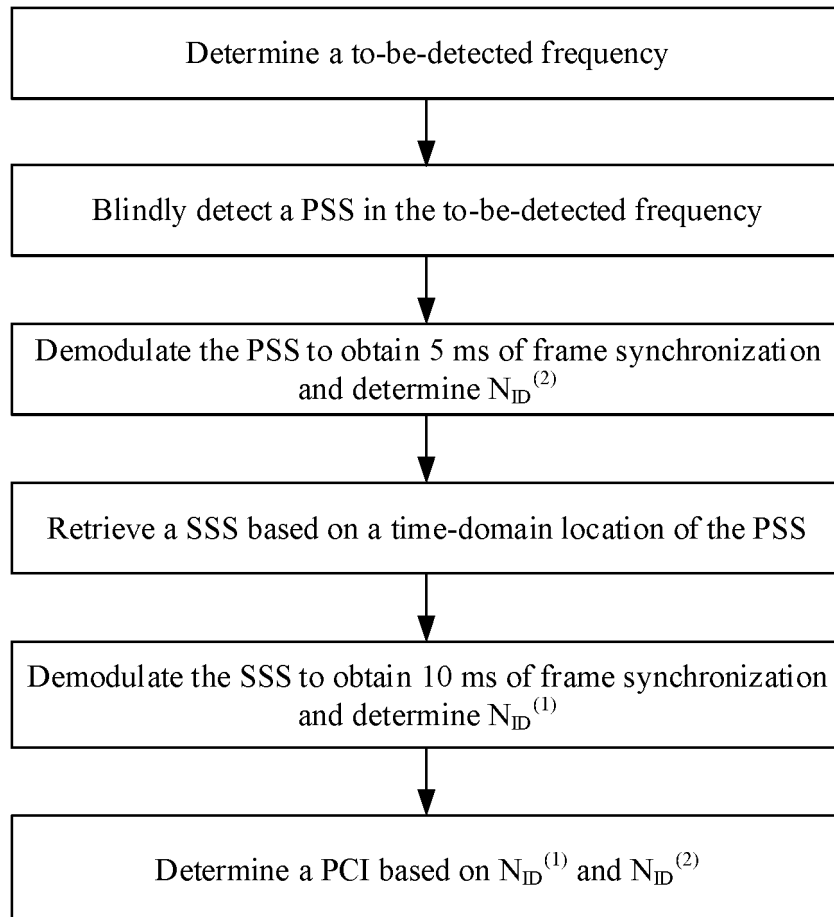 Determine a to-be-detected frequency
Blindly detect a PSS in the to-be-detected frequency
Demodulate the PSS to obtain 5 ms of frame synchronization
and determine N_ID^(2)
Retrieve a SSS based on a time-domain location of the PSS
Demodulate the SSS to obtain 10 ms of frame synchronization
and determine N_ID^(1)
Determine a PCI based on N_ID^(1) and N_ID^(2)